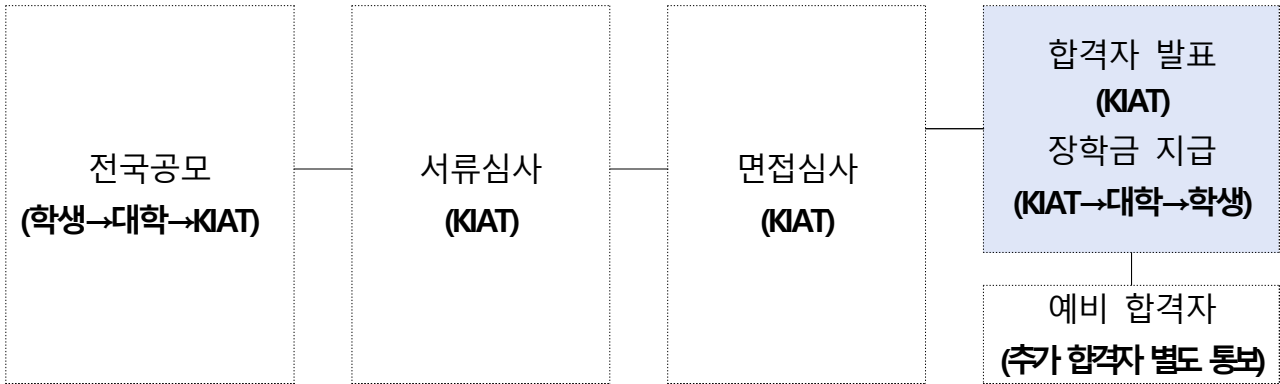 전국공모
(학생→대학→KIAT)
서류심사
(KIAT)
면접심사
(KIAT)
합격자 발표
(KIAT)
장학금 지급
(KIAT→대학→학생)
예비 합격자
(추가 합격자 별도 통보)